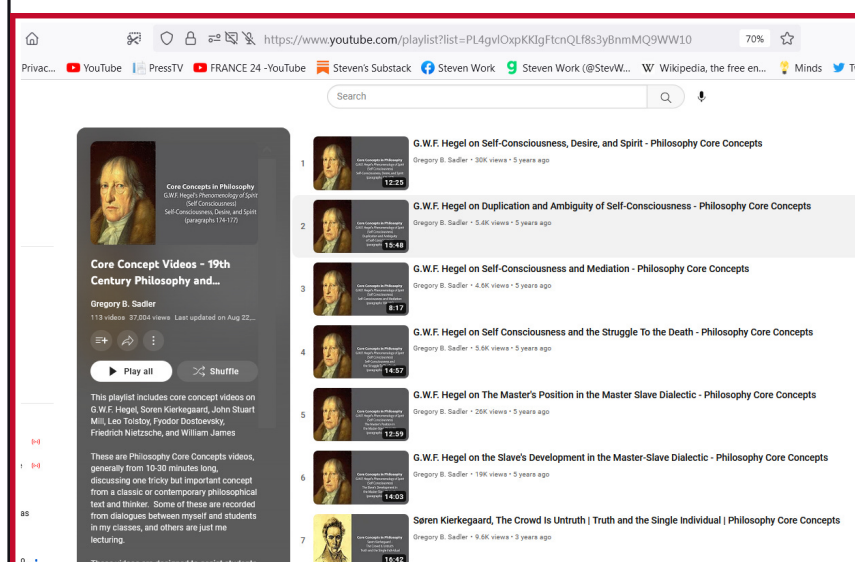 https://www.youtube.com/playlist?list=PL4gvlOxpKKIgFtcnQLf8s3yBnmMQ9WW10 70%
Privac... YouTube PressTV FRANCE 24 -YouTube Steven's Substack Steven Work Steven Work (@StevW... Wikipedia, the free en... Minds
Search
Core Concepts in Philosophy
G.W.F. Hegel's Phenomenology of Spirit
(Self Consciousness)
Self-Consciousness, Desire, and Spirit
(paragraphs 174-177)
Core Concept Videos - 19th
Century Philosophy and...
Gregory B. Sadler
113 videos 37,004 views Last updated on Aug 22,...
Play all Shuffle
This playlist includes core concept videos on
G.W.F. Hegel, Soren Kierkegaard, John Stuart
Mill, Leo Tolstoy, Fyodor Dostoevsky,
Friedrich Nietzsche, and William James
These are Philosophy Core Concepts videos,
generally from 10-30 minutes long,
discussing one tricky but important concept
from a classic or contemporary philosophical
text and thinker. Some of these are recorded
from dialogues between myself and students
in my classes, and others are just me
lecturing.
as
1
12:25
G.W.F. Hegel on Self-Consciousness, Desire, and Spirit - Philosophy Core Concepts
Gregory B. Sadler • 30K views • 5 years ago
2
15:48
G.W.F. Hegel on Duplication and Ambiguity of Self-Consciousness - Philosophy Core Concepts
Gregory B. Sadler • 5.4K views • 5 years ago
3
8:17
G.W.F. Hegel on Self-Consciousness and Mediation - Philosophy Core Concepts
Gregory B. Sadler • 4.6K views • 5 years ago
4
14:57
G.W.F. Hegel on Self Consciousness and the Struggle To the Death - Philosophy Core Concepts
Gregory B. Sadler • 5.6K views • 5 years ago
5
12:59
G.W.F. Hegel on The Master's Position in the Master Slave Dialectic - Philosophy Core Concepts
Gregory B. Sadler • 26K views • 5 years ago
6
14:03
G.W.F. Hegel on the Slave's Development in the Master-Slave Dialectic - Philosophy Core Concepts
Gregory B. Sadler • 19K views • 5 years ago
7
16:42
Søren Kierkegaard, The Crowd Is Untruth | Truth and the Single Individual | Philosophy Core Concepts
Gregory B. Sadler • 9.6K views • 3 years ago